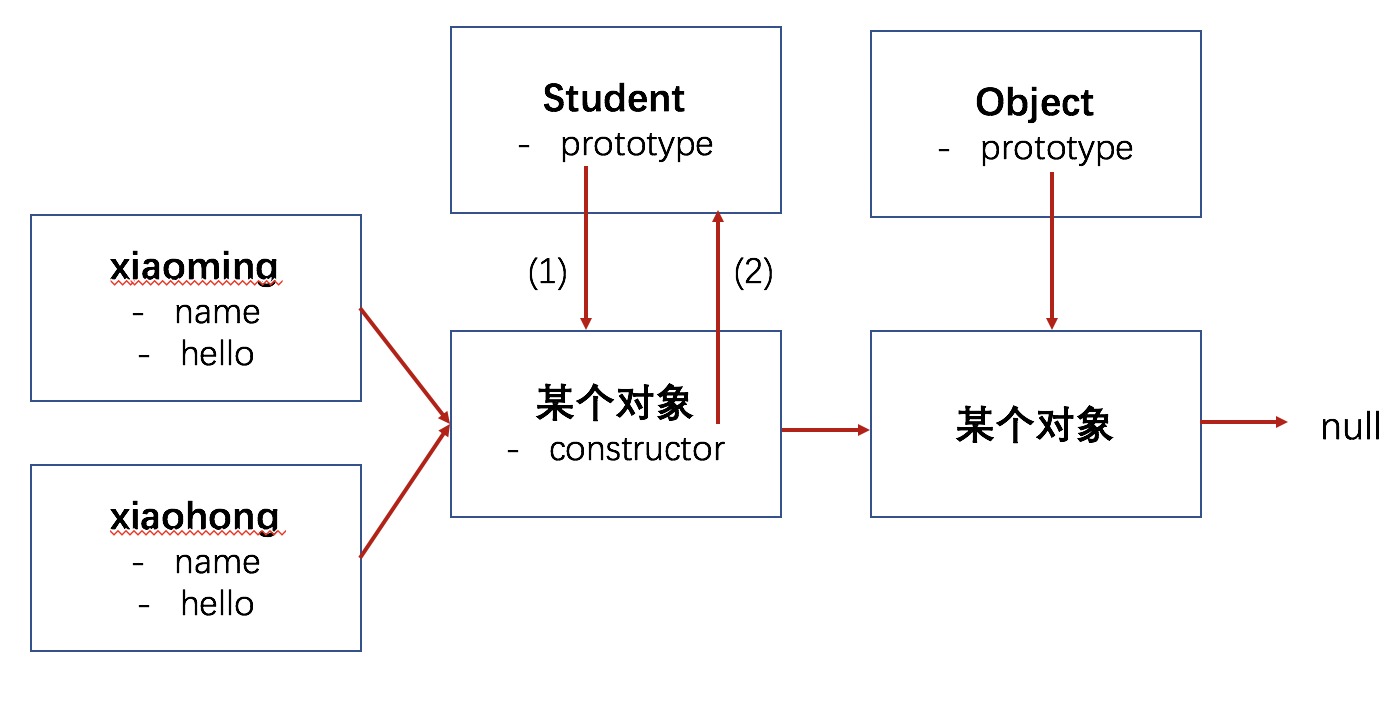 Student
- prototype
Object
- prototype
xiaoming
- name
- hello
(1)
(2)
某个对象
- constructor
某个对象
null
xiaohong
- name
- hello